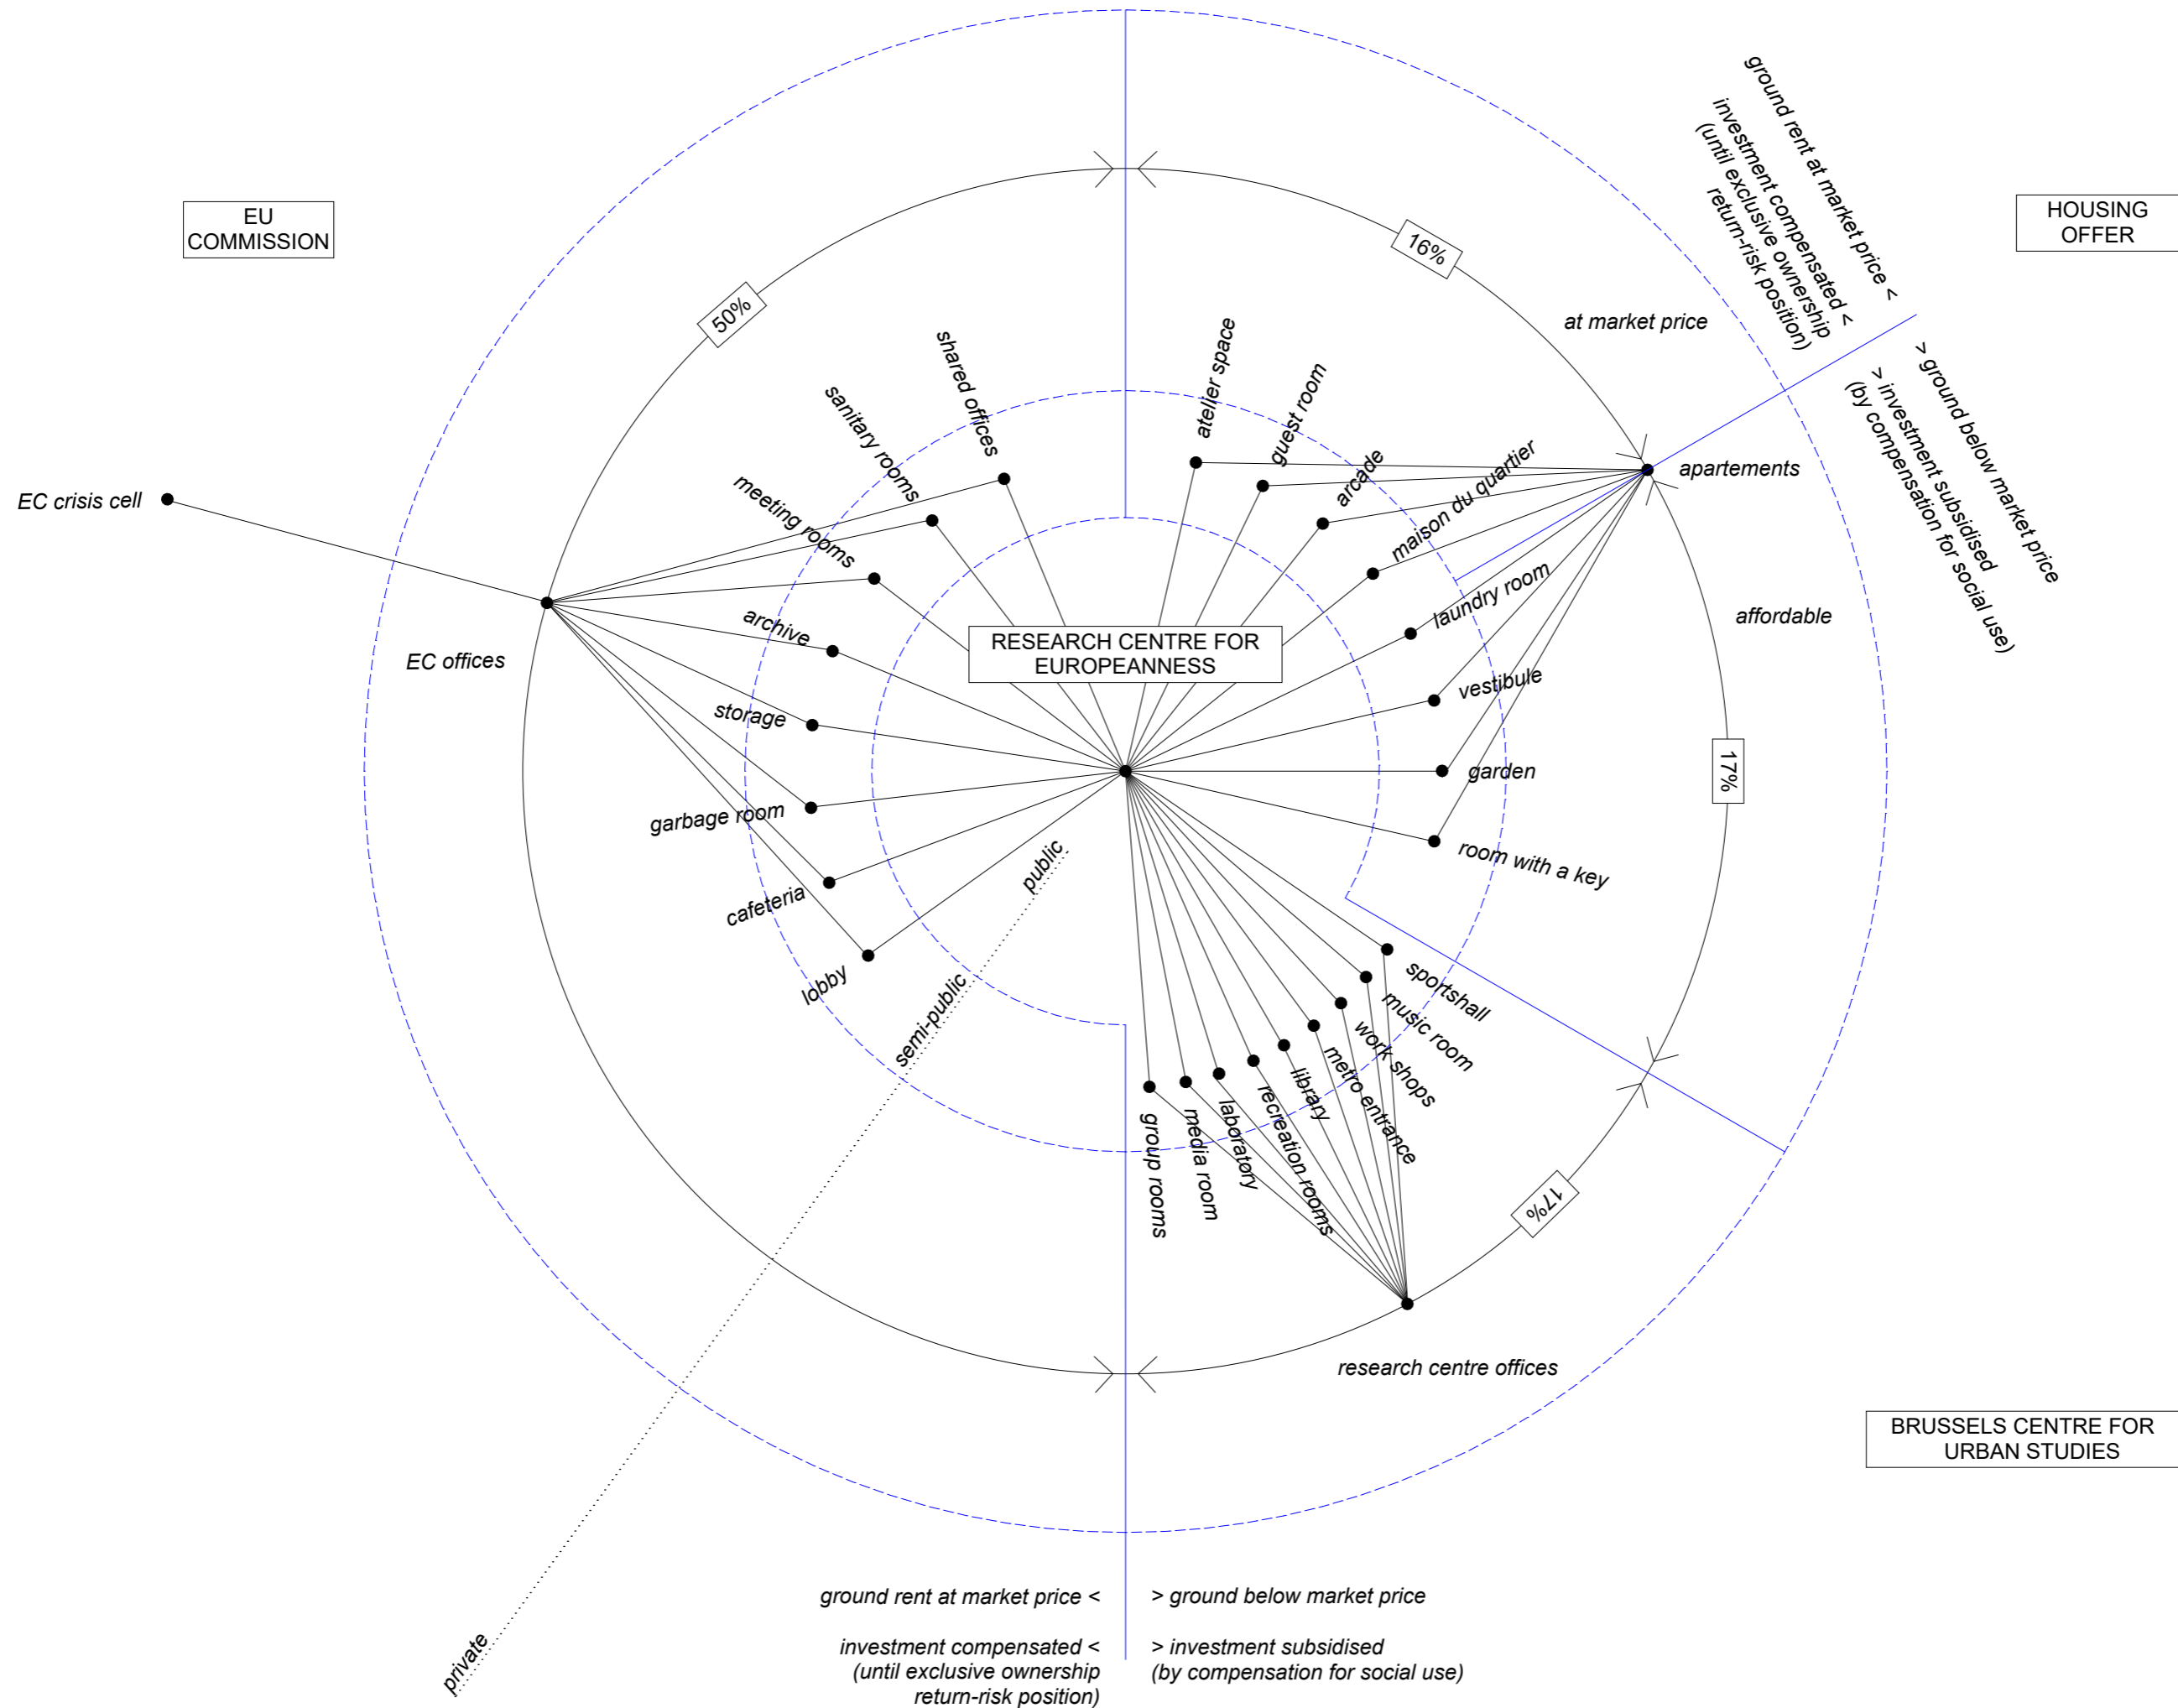 EU
COMMISSION
HOUSING
OFFER
ground rent at market price <
investment compensated <
(until exclusive ownership
return-risk position)
> ground below market price
> investment subsidised
(by compensation for social use)
50%
16%
at market price
shared offices
sanitary rooms
meeting rooms
archive
storage
garbage room
cafeteria
lobby
EC crisis cell
EC offices
atelier space
guest room
arcade
maison du quartier
laundry room
vestibule
garden
room with a key
apartements
affordable
17%
RESEARCH CENTRE FOR
EUROPEANNESS
public
semi-public
private
sportshall
music room
work shops
metro entrance
library
recreation rooms
laboratory
media room
group rooms
17%
research centre offices
BRUSSELS CENTRE FOR
URBAN STUDIES
ground rent at market price <
investment compensated <
(until exclusive ownership
return-risk position)
> ground below market price
> investment subsidised
(by compensation for social use)